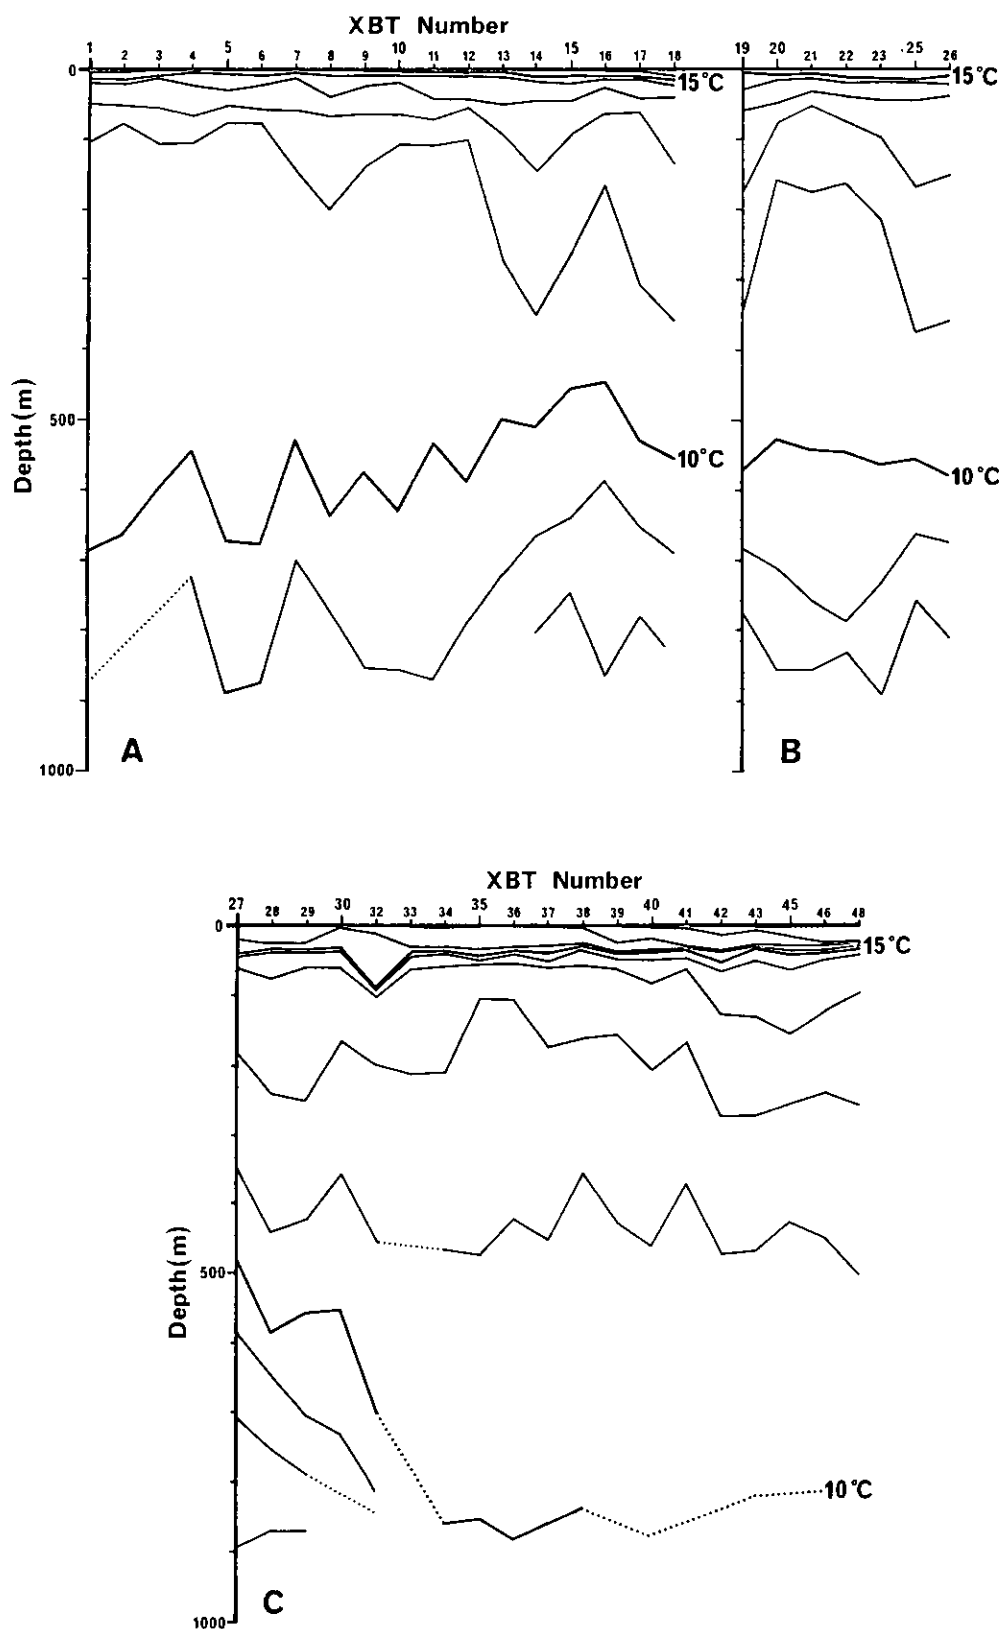 XBT Number
1 2 3 4 5 6 7 8 9 10 11 12 13 14 15 16 17 18
19 20 21 22 23 25 26
0
15°C
15°C
Depth(m)
500
10°C
10°C
1000
A
B
XBT Number
27 28 29 30 32 33 34 35 36 37 38 39 40 41 42 43 45 46 48
0
15°C
Depth(m)
500
10°C
1000
C